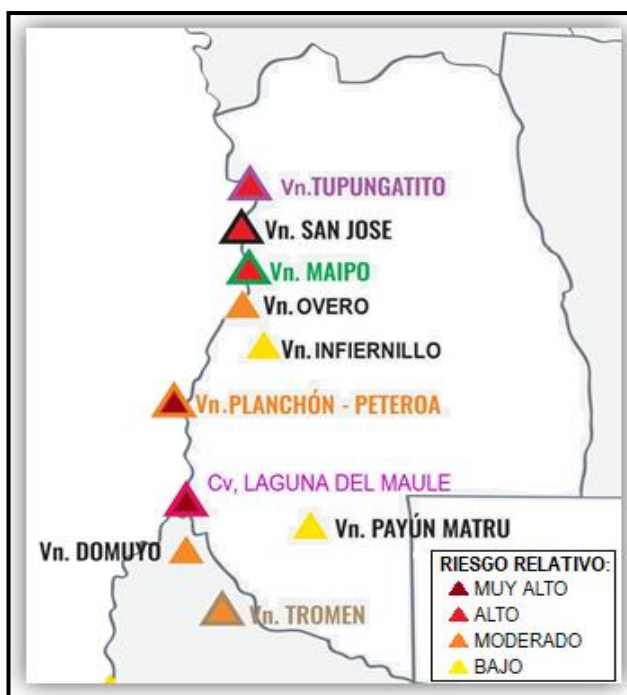 Vn.TUPUNGATITO
Vn. SAN JOSE
Vn. MAIPO
Vn. OVERO
Vn. INFIERNILLO
Vn.PLANCHÓN - PETEROA
Cv, LAGUNA DEL MAULE
Vn. PAYÚN MATRU
Vn. DOMUYO
Vn. TROMEN
RIESGO RELATIVO:
MUY ALTO
ALTO
MODERADO
BAJO